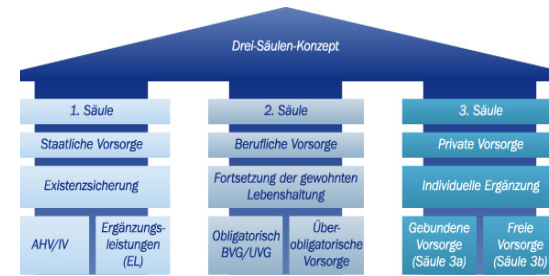 Drei-Säulen-Konzept
1. Säule
Staatliche Vorsorge
Existenzsicherung
AHV/IV
Ergänzungs-
leistungen
(EL)
2. Säule
Berufliche Vorsorge
Fortsetzung der gewohnten
Lebenshaltung
Obligatorisch
BVG/UVG
Über-
obligatorische
Vorsorge
3. Säule
Private Vorsorge
Individuelle Ergänzung
Gebundene
Vorsorge
(Säule 3a)
Freie
Vorsorge
(Säule 3b)